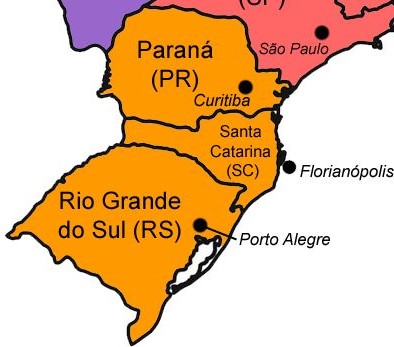 (SP)
São Paulo
Paraná
(PR)
Curitiba
Santa
Catarina
(SC)
Florianópolis
Rio Grande
do Sul (RS)
Porto Alegre